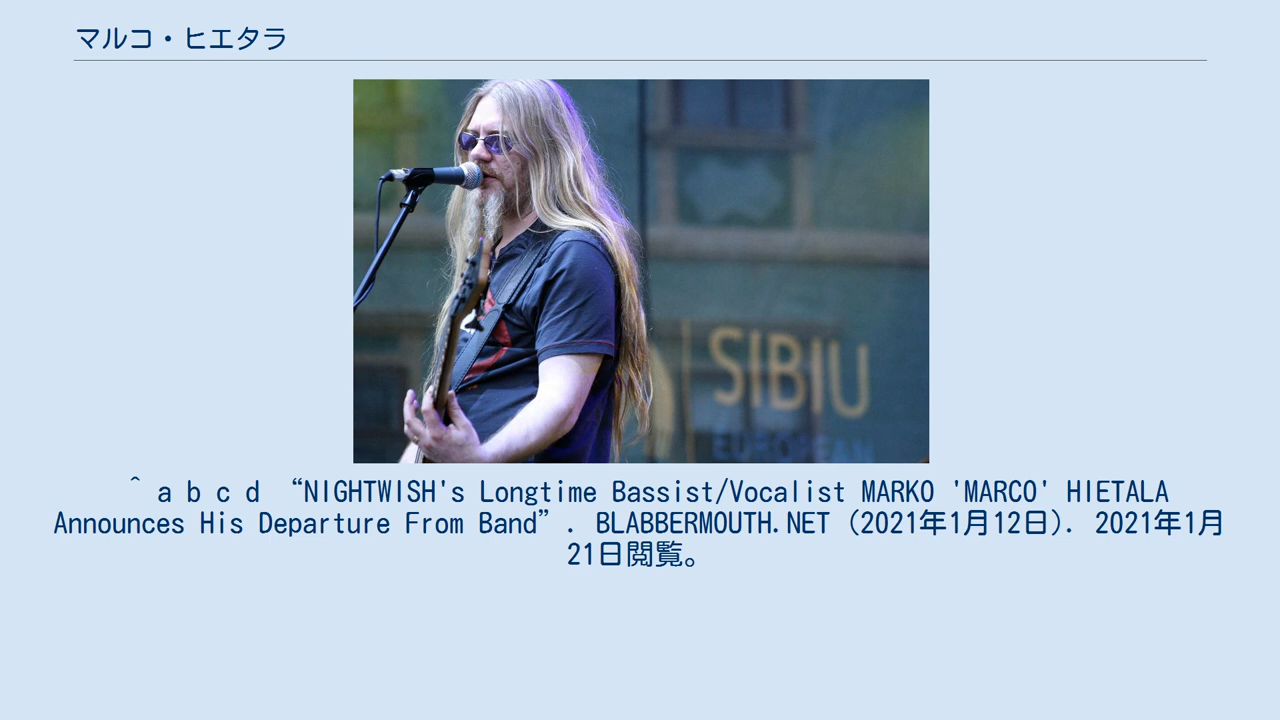 マルコ・ヒエタラ
SIBIU
EUROPEAN
^ a b c d “NIGHTWISH's Longtime Bassist/Vocalist MARKO 'MARCO' HIETALA
Announces His Departure From Band”. BLABBERMOUTH.NET (2021年1月12日). 2021年1月
21日閲覧。